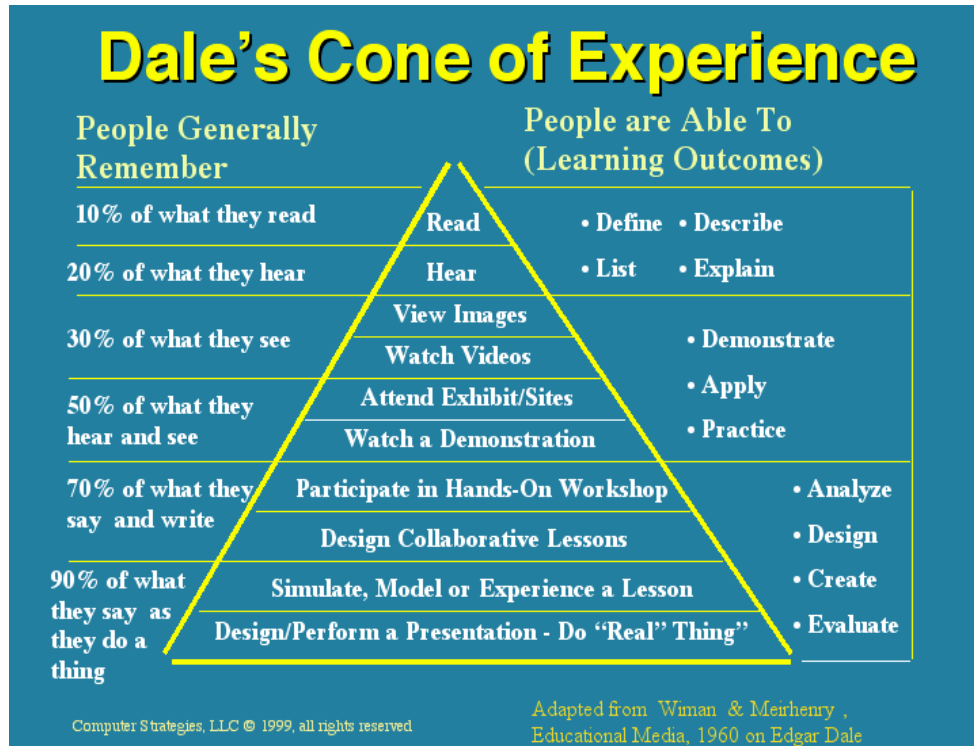 Dale's Cone of Experience
People Generally
Remember
People are Able To
(Learning Outcomes)
10% of what they read
Read
• Define • Describe
20% of what they hear
Hear
• List • Explain
30% of what they see
View Images
Watch Videos
• Demonstrate
• Apply
• Practice
50% of what they
hear and see
Attend Exhibit/Sites
Watch a Demonstration
70% of what they
say and write
Participate in Hands-On Workshop
Design Collaborative Lessons
• Analyze
• Design
• Create
• Evaluate
90% of what
they say as
they do a
thing
Simulate, Model or Experience a Lesson
Design/Perform a Presentation - Do “Real” Thing”
Computer Strategies, LLC © 1999, all rights reserved
Adapted from Wiman & Meirhenry ,
Educational Media, 1960 on Edgar Dale